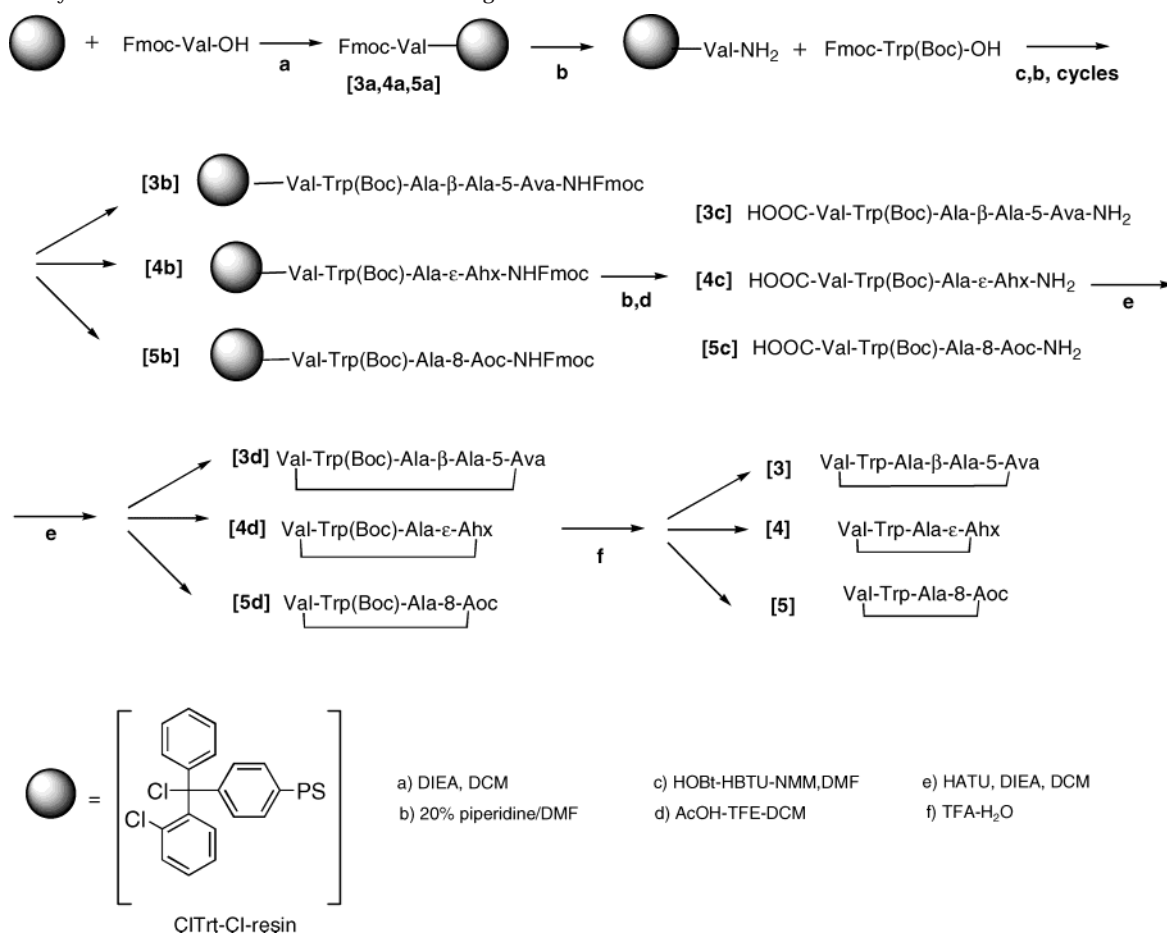 + Fmoc-Val-OH a Fmoc-Val b Val-NH₂ + Fmoc-Trp(Boc)-OH c,b, cycles
[3a,4a,5a]
[3b] Val-Trp(Boc)-Ala-β-Ala-5-Ava-NHFmoc
[4b] Val-Trp(Boc)-Ala-ε-Ahx-NHFmoc
[5b] Val-Trp(Boc)-Ala-8-Aoc-NHFmoc
b,d
[3c] HOOC-Val-Trp(Boc)-Ala-β-Ala-5-Ava-NH₂
[4c] HOOC-Val-Trp(Boc)-Ala-ε-Ahx-NH₂
[5c] HOOC-Val-Trp(Boc)-Ala-8-Aoc-NH₂
e
e
[3d] Val-Trp(Boc)-Ala-β-Ala-5-Ava
[4d] Val-Trp(Boc)-Ala-ε-Ahx
[5d] Val-Trp(Boc)-Ala-8-Aoc
f
[3] Val-Trp-Ala-β-Ala-5-Ava
[4] Val-Trp-Ala-ε-Ahx
[5] Val-Trp-Ala-8-Aoc
=
Cl
Cl
PS
ClTrt-Cl-resin
a) DIEA, DCM
b) 20% piperidine/DMF
c) HOBt-HBTU-NMM,DMF
d) AcOH-TFE-DCM
e) HATU, DIEA, DCM
f) TFA-H₂O